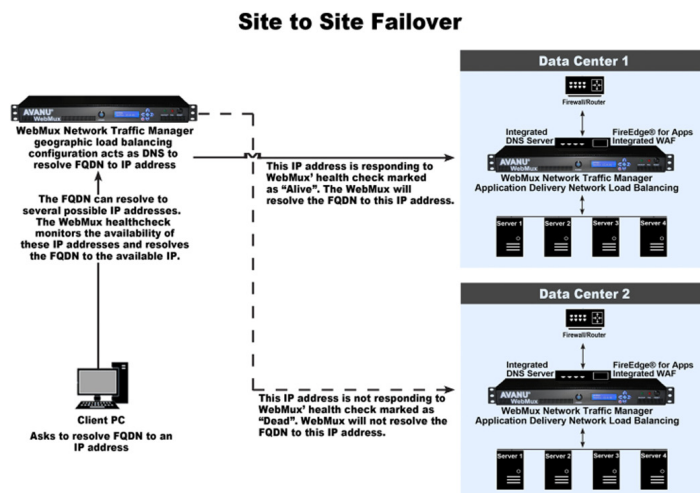 Site to Site Failover
AVANU®
WebMux
WebMux Network Traffic Manager
geographic load balancing
configuration acts as DNS to
resolve FQDN to IP address
The FQDN can resolve to
several possible IP addresses.
The WebMux healthcheck
monitors the availability of
these IP addresses and resolves
the FQDN to the available IP.
Client PC
Asks to resolve FQDN to an
IP address
This IP address is responding to
WebMux' health check marked
as “Alive”. The WebMux will
resolve the FQDN to this IP address.
This IP address is not responding to
WebMux' health check marked as
“Dead”. WebMux will not resolve the
FQDN to this IP address.
Data Center 1
Firewall/Router
Integrated
DNS Server
FireEdge® for Apps
Integrated WAF
AVANU®
WebMux
WebMux Network Traffic Manager
Application Delivery Network Load Balancing
Server 1
Server 2
Server 3
Server 4
Data Center 2
Firewall/Router
Integrated
DNS Server
FireEdge® for Apps
Integrated WAF
AVANU®
WebMux
WebMux Network Traffic Manager
Application Delivery Network Load Balancing
Server 1
Server 2
Server 3
Server 4